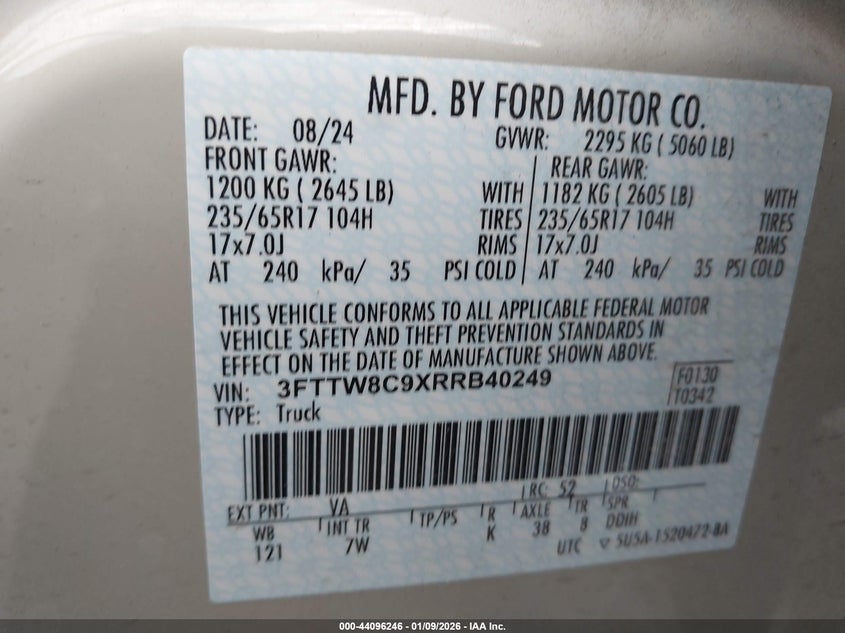 MFD. BY FORD MOTOR CO.
DATE: 08/24 GVWR: 2295 KG ( 5060 LB)
FRONT GAWR: REAR GAWR:
1200 KG ( 2645 LB) WITH 1182 KG ( 2605 LB) WITH
235/65R17 104H TIRES 235/65R17 104H TIRES
17x7.0J RIMS 17x7.0J RIMS
AT 240 kPa/ 35 PSI COLD AT 240 kPa/ 35 PSI COLD
THIS VEHICLE CONFORMS TO ALL APPLICABLE FEDERAL MOTOR
VEHICLE SAFETY AND THEFT PREVENTION STANDARDS IN
EFFECT ON THE DATE OF MANUFACTURE SHOWN ABOVE.
VIN: 3FTTW8C9XRRB40249 F0130
TYPE: Truck T0342
EXT PNT: VA RC: 52 DSO:
WB INT TR TP/PS R AXLE TR SPR
121 7W K 38 8 DDIH
UTC ▽ 5U5A-1520472-BA
000-44096246 - 01/09/2026 - IAA Inc.